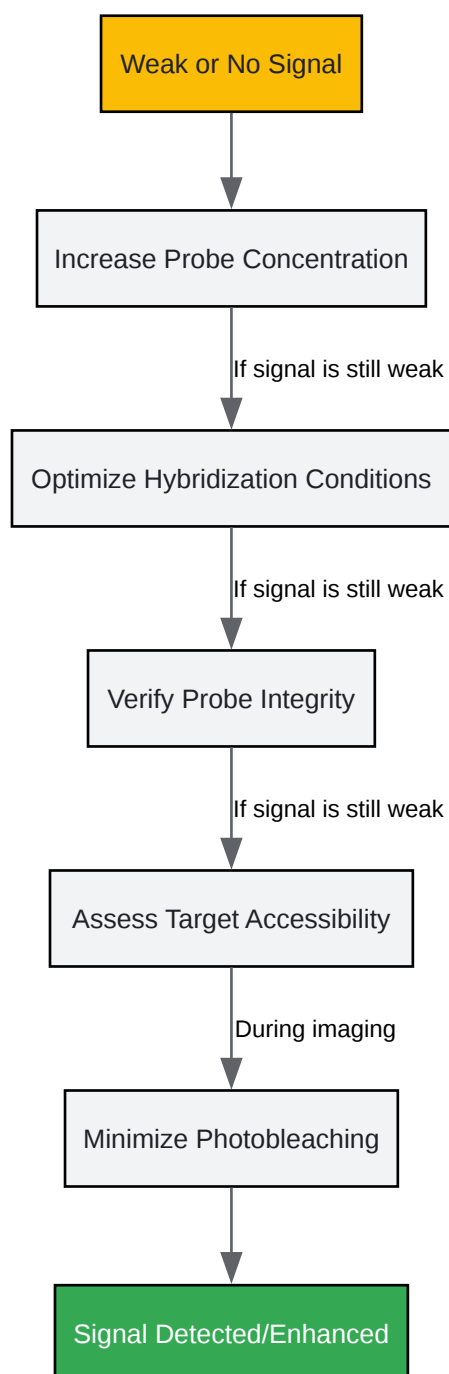 Weak or No Signal
Increase Probe Concentration
If signal is still weak
Optimize Hybridization Conditions
If signal is still weak
Verify Probe Integrity
If signal is still weak
Assess Target Accessibility
During imaging
Minimize Photobleaching
Signal Detected/Enhanced